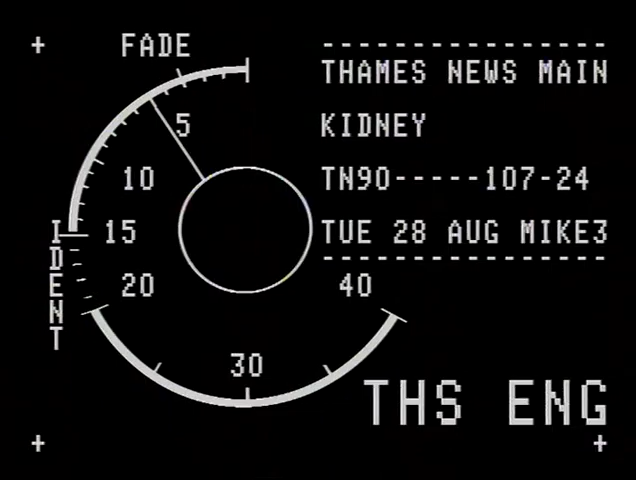 FADE
5
10
15
20
30
40
IDENT
----------------
THAMES NEWS MAIN
KIDNEY
TN90-----107-24
TUE 28 AUG MIKE3
----------------
THS ENG